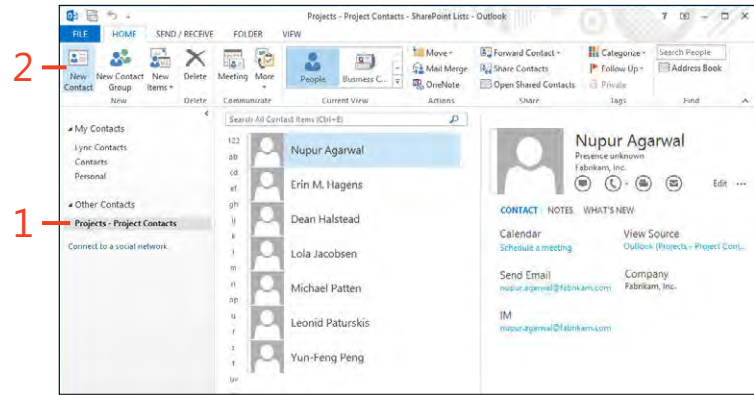 Projects - Project Contacts - SharePoint Lists - Outlook
FILE HOME SEND / RECEIVE FOLDER VIEW
2
New Contact
New Contact Group
New Items
Delete
Meeting
More
People
Business C...
Move
Mail Merge
OneNote
Forward Contact
Share Contacts
Open Shared Contacts
Categorize
Follow Up
Private
Search People
Address Book
New Delete Communicate Current View Actions Share Tags Find
My Contacts
Lync Contacts
Contacts
Personal
Other Contacts
1
Projects - Project Contacts
Connect to a social network
Search All Contact Items (Ctrl+E)
123
ab
cd
ef
gh
ij
k
l
m
n
op
q
r
s
t
uv
Nupur Agarwal
Erin M. Hagens
Dean Halstead
Lola Jacobsen
Michael Patten
Leonid Paturskis
Yun-Feng Peng
Nupur Agarwal
Presence unknown
Fabrikam, Inc.
Edit
CONTACT NOTES WHAT'S NEW
Calendar
Schedule a meeting
View Source
Outlook (Projects - Project Con...
Send Email
nupur.agarwal@fabrikam.com
Company
Fabrikam, Inc.
IM
nupur.agarwal@fabrikam.com